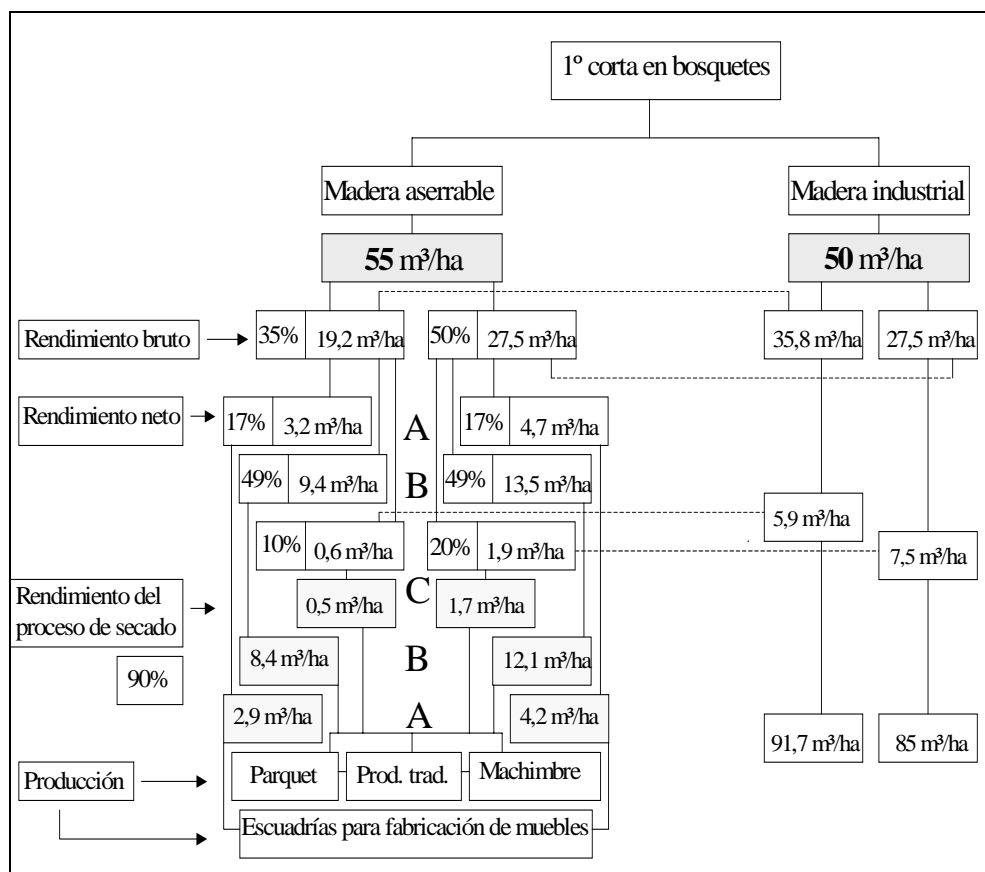 1º corta en bosquetes
Madera aserrable
Madera industrial
55 m³/ha
50 m³/ha
Rendimiento bruto
35%
19,2 m³/ha
50%
27,5 m³/ha
35,8 m³/ha
27,5 m³/ha
Rendimiento neto
17%
3,2 m³/ha
A
17%
4,7 m³/ha
49%
9,4 m³/ha
B
49%
13,5 m³/ha
5,9 m³/ha
10%
0,6 m³/ha
20%
1,9 m³/ha
7,5 m³/ha
Rendimiento del
proceso de secado
0,5 m³/ha
C
1,7 m³/ha
90%
8,4 m³/ha
B
12,1 m³/ha
2,9 m³/ha
A
4,2 m³/ha
91,7 m³/ha
85 m³/ha
Producción
Parquet
Prod. trad.
Machimbre
Escuadrías para fabricación de muebles